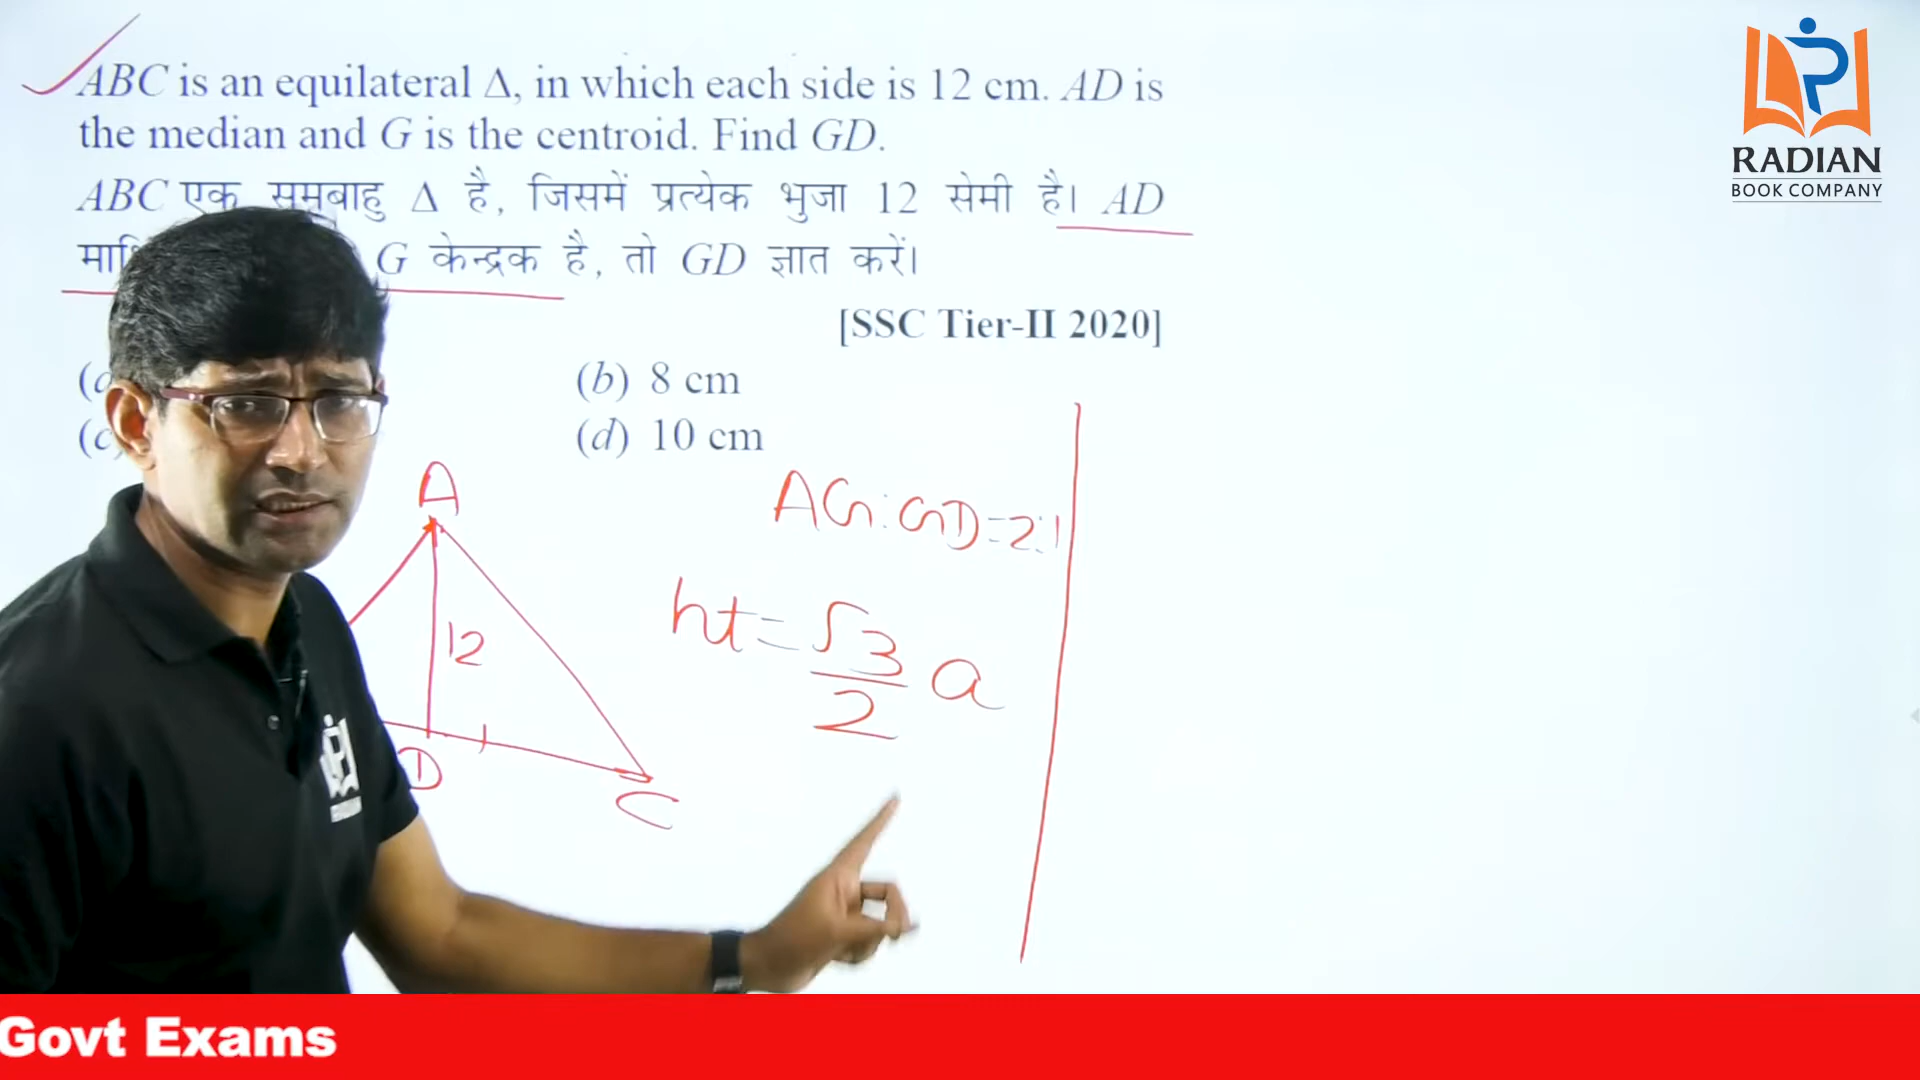 ABC is an equilateral Δ, in which each side is 12 cm. AD is
the median and G is the centroid. Find GD.
ABC एक समबाहु Δ है, जिसमें प्रत्येक भुजा 12 सेमी है। AD
G केन्द्रक है, तो GD ज्ञात करें।
[SSC Tier-II 2020]
(b) 8 cm
(d) 10 cm
A
AG:GD=2:1
ht=√3/2 a
12
D
C
RADIAN
BOOK COMPANY
Govt Exams